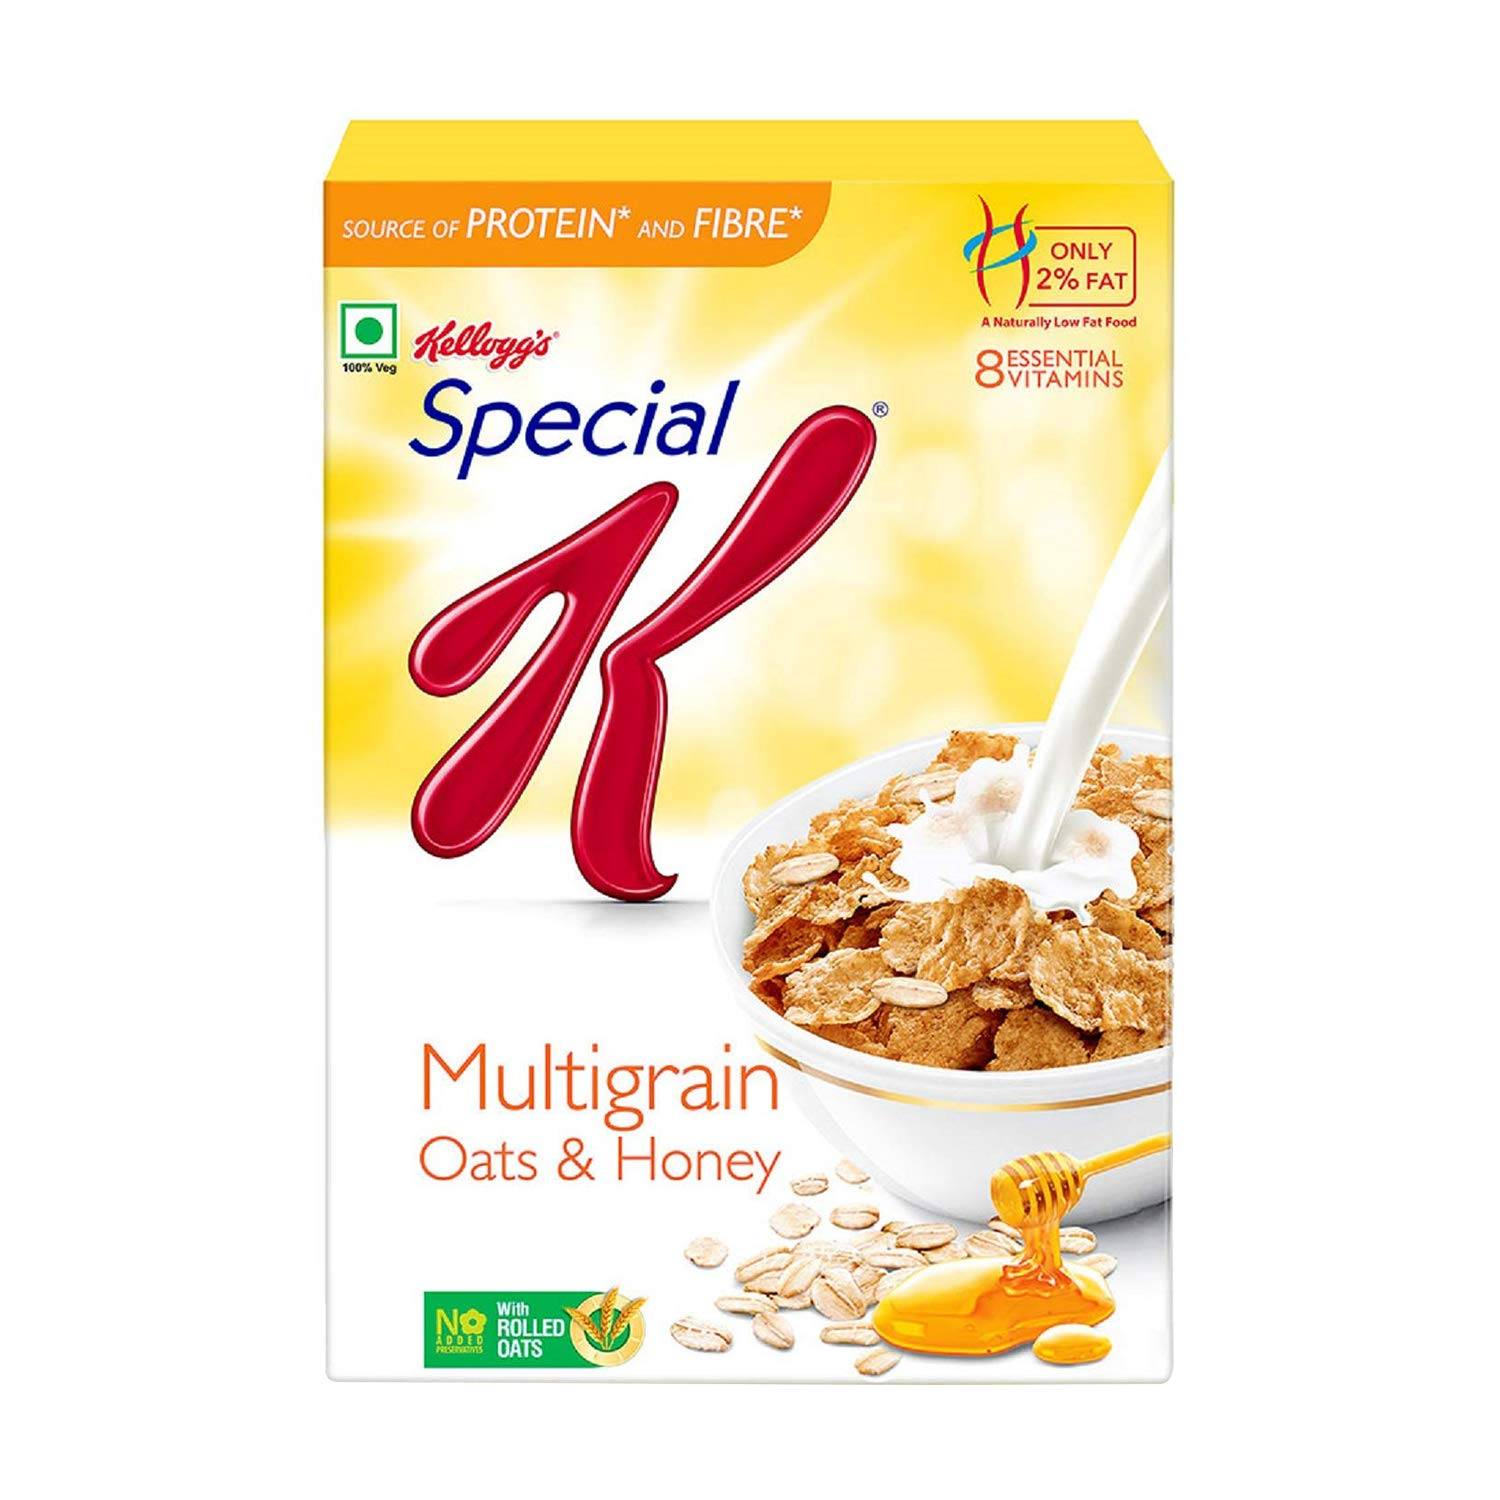 SOURCE OF PROTEIN* AND FIBRE*
ONLY
2% FAT
A Naturally Low Fat Food
8 ESSENTIAL
VITAMINS
100% Veg
Kellogg's®
Special
K®
Multigrain
Oats & Honey
NO
ADDED
PRESERVATIVES
With
ROLLED
OATS